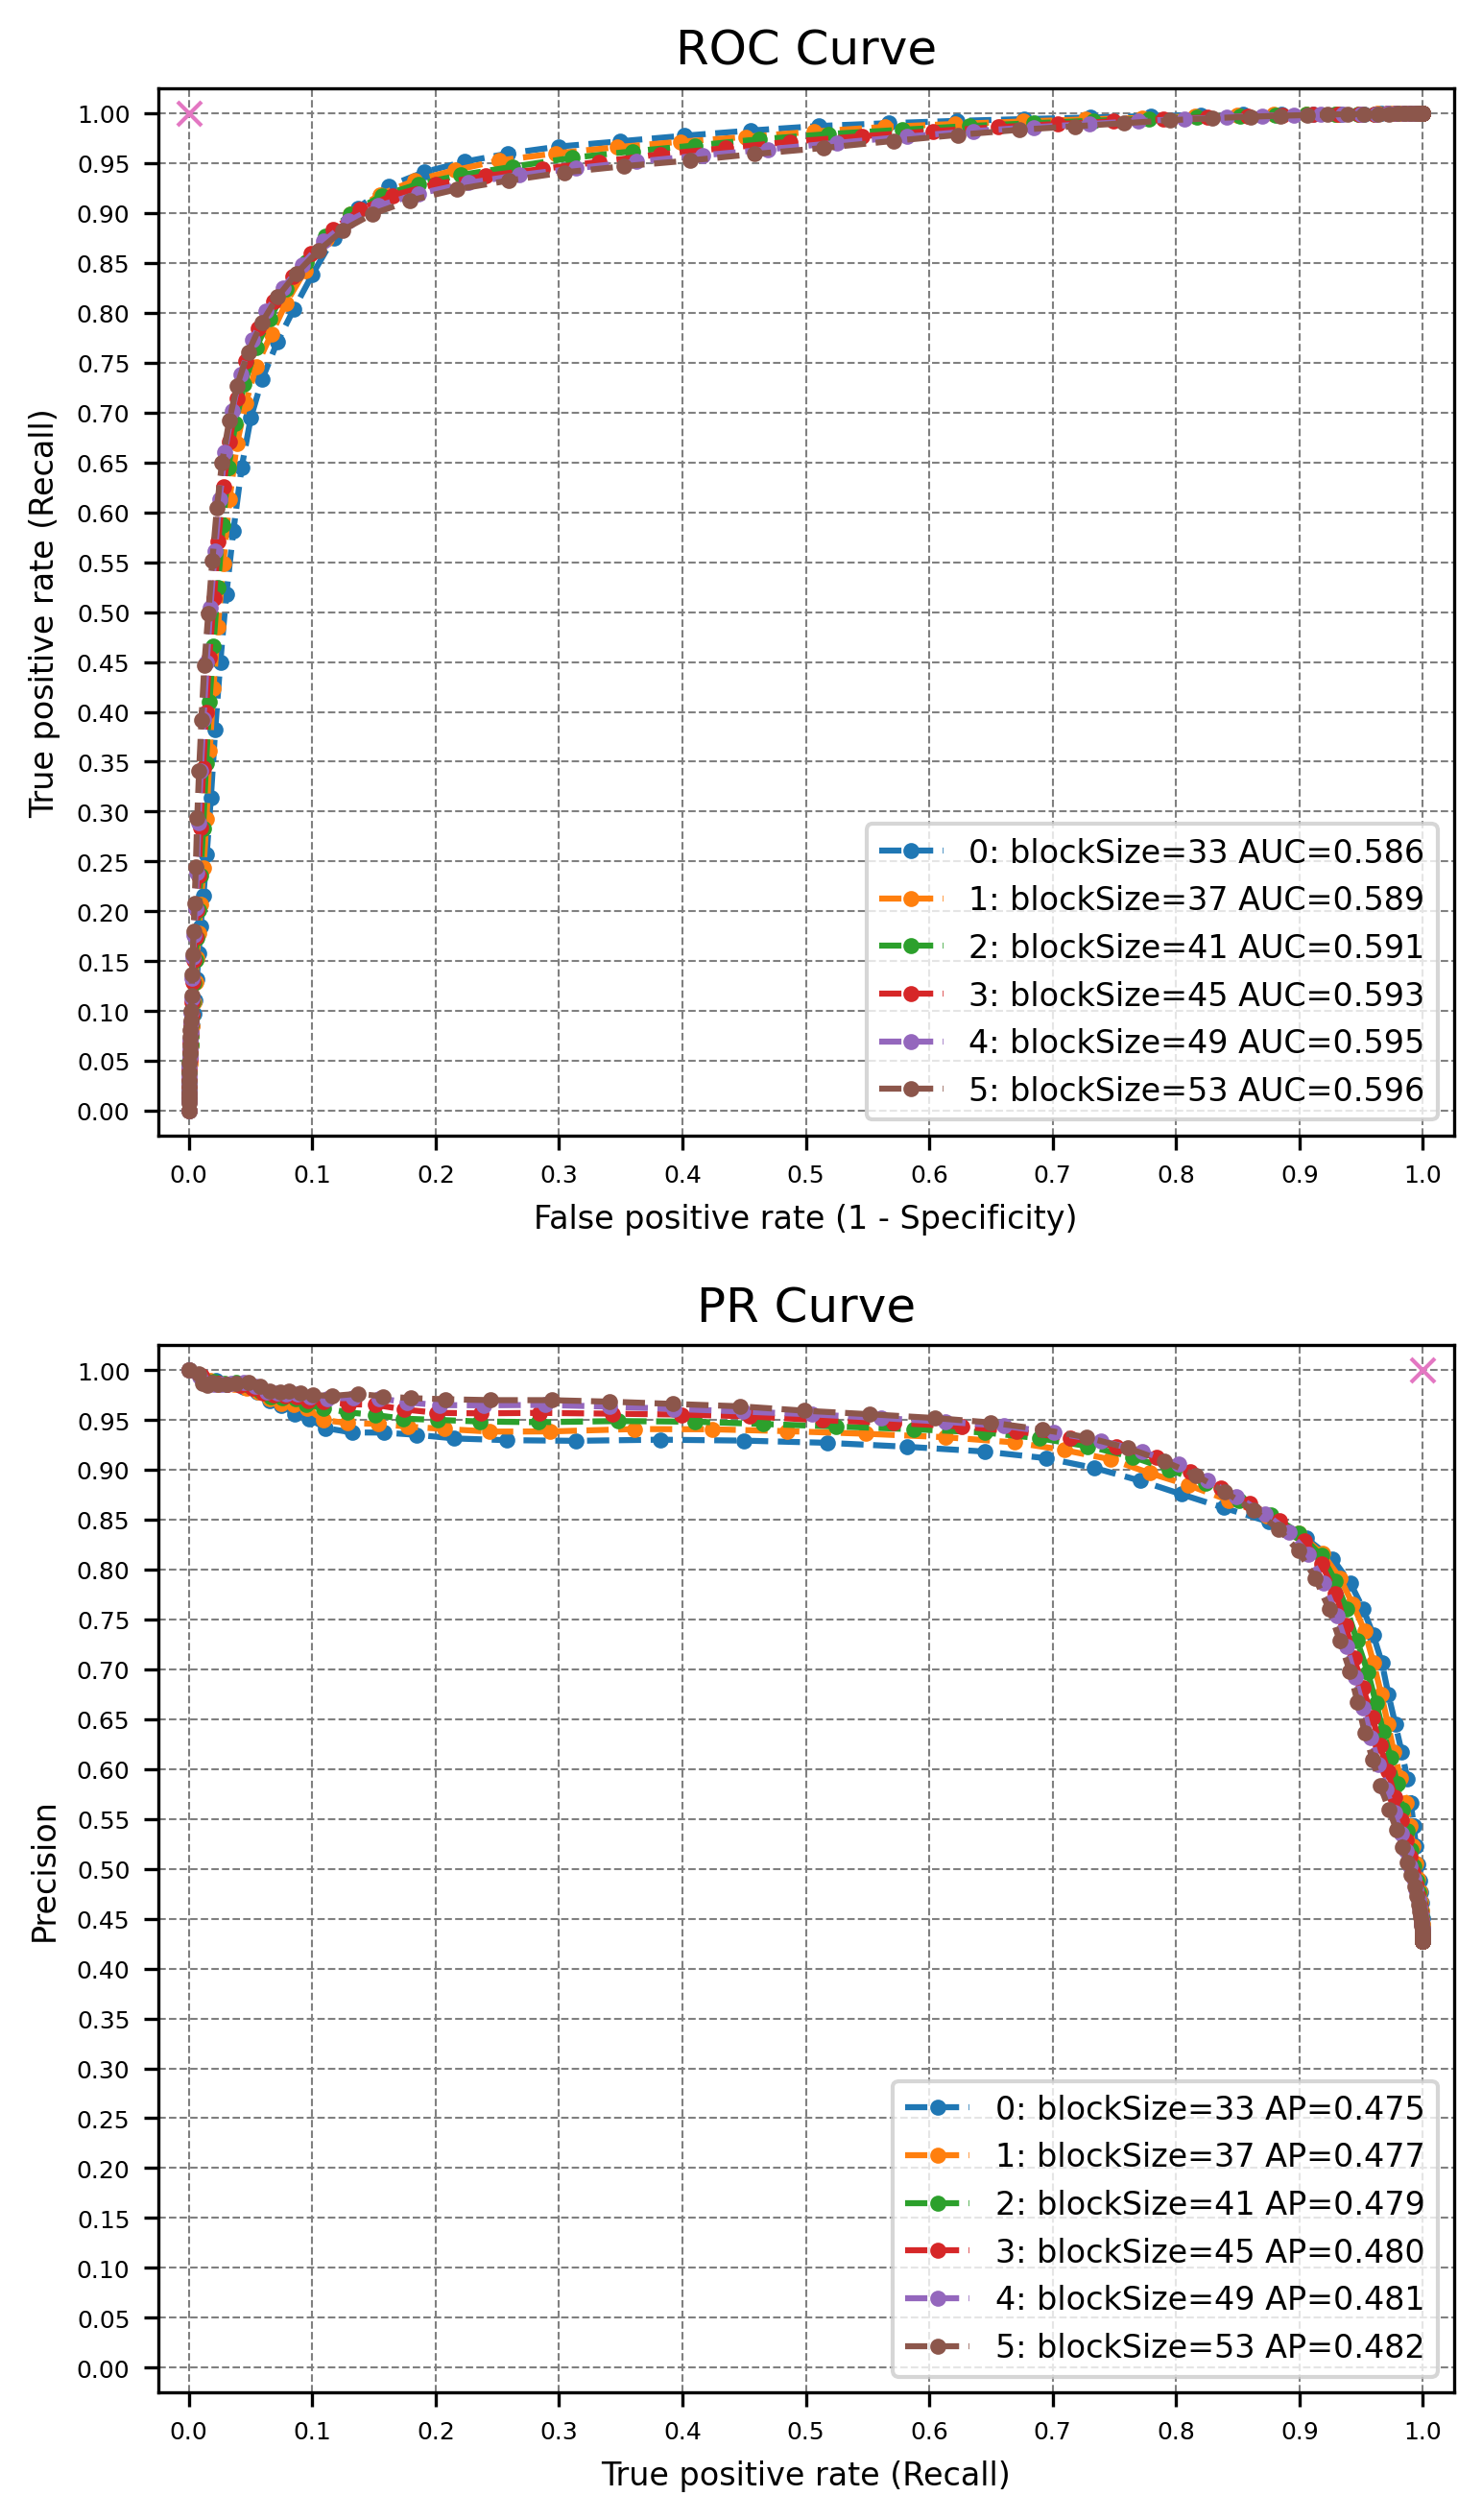 ROC Curve
1.00
0.95
0.90
0.85
0.80
0.75
0.70
0.65
0.60
0.55
0.50
0.45
0.40
0.35
0.30
0.25
0.20
0.15
0.10
0.05
0.00
True positive rate (Recall)
0: blockSize=33 AUC=0.586
1: blockSize=37 AUC=0.589
2: blockSize=41 AUC=0.591
3: blockSize=45 AUC=0.593
4: blockSize=49 AUC=0.595
5: blockSize=53 AUC=0.596
0.0 0.1 0.2 0.3 0.4 0.5 0.6 0.7 0.8 0.9 1.0
False positive rate (1 - Specificity)
PR Curve
1.00
0.95
0.90
0.85
0.80
0.75
0.70
0.65
0.60
0.55
0.50
0.45
0.40
0.35
0.30
0.25
0.20
0.15
0.10
0.05
0.00
Precision
0: blockSize=33 AP=0.475
1: blockSize=37 AP=0.477
2: blockSize=41 AP=0.479
3: blockSize=45 AP=0.480
4: blockSize=49 AP=0.481
5: blockSize=53 AP=0.482
0.0 0.1 0.2 0.3 0.4 0.5 0.6 0.7 0.8 0.9 1.0
True positive rate (Recall)